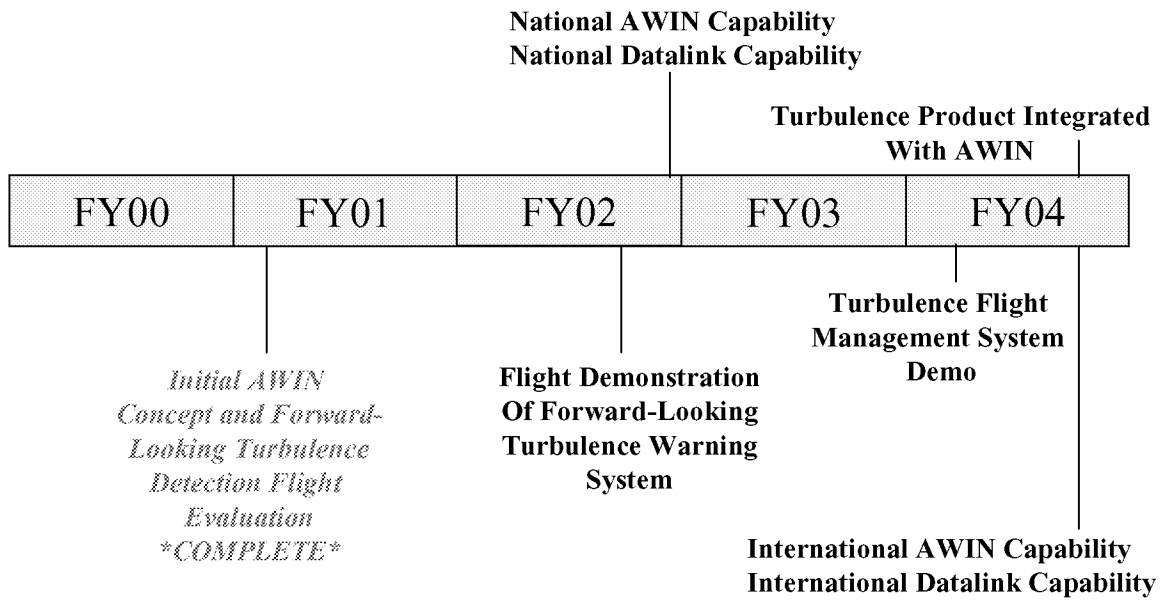 National AWIN Capability
National Datalink Capability
Turbulence Product Integrated
With AWIN
FY00 FY01 FY02 FY03 FY04
Initial AWIN
Concept and Forward-
Looking Turbulence
Detection Flight
Evaluation
*COMPLETE*
Flight Demonstration
Of Forward-Looking
Turbulence Warning
System
Turbulence Flight
Management System
Demo
International AWIN Capability
International Datalink Capability